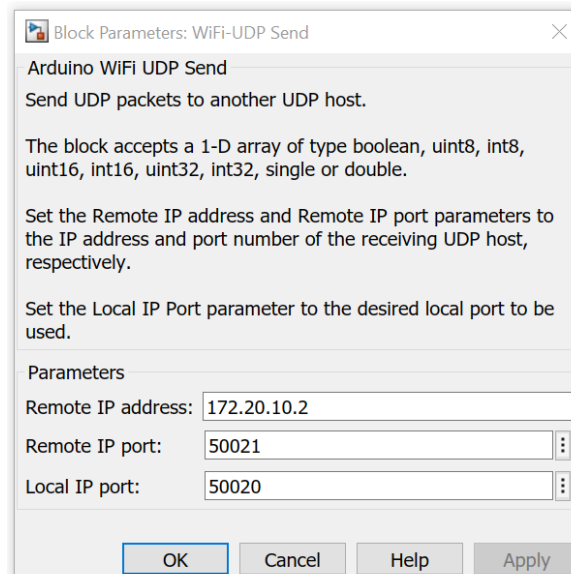 Block Parameters: WiFi-UDP Send
Arduino WiFi UDP Send
Send UDP packets to another UDP host.
The block accepts a 1-D array of type boolean, uint8, int8,
uint16, int16, uint32, int32, single or double.
Set the Remote IP address and Remote IP port parameters to
the IP address and port number of the receiving UDP host,
respectively.
Set the Local IP Port parameter to the desired local port to be
used.
Parameters
Remote IP address: 172.20.10.2
Remote IP port: 50021
Local IP port: 50020
OK Cancel Help Apply